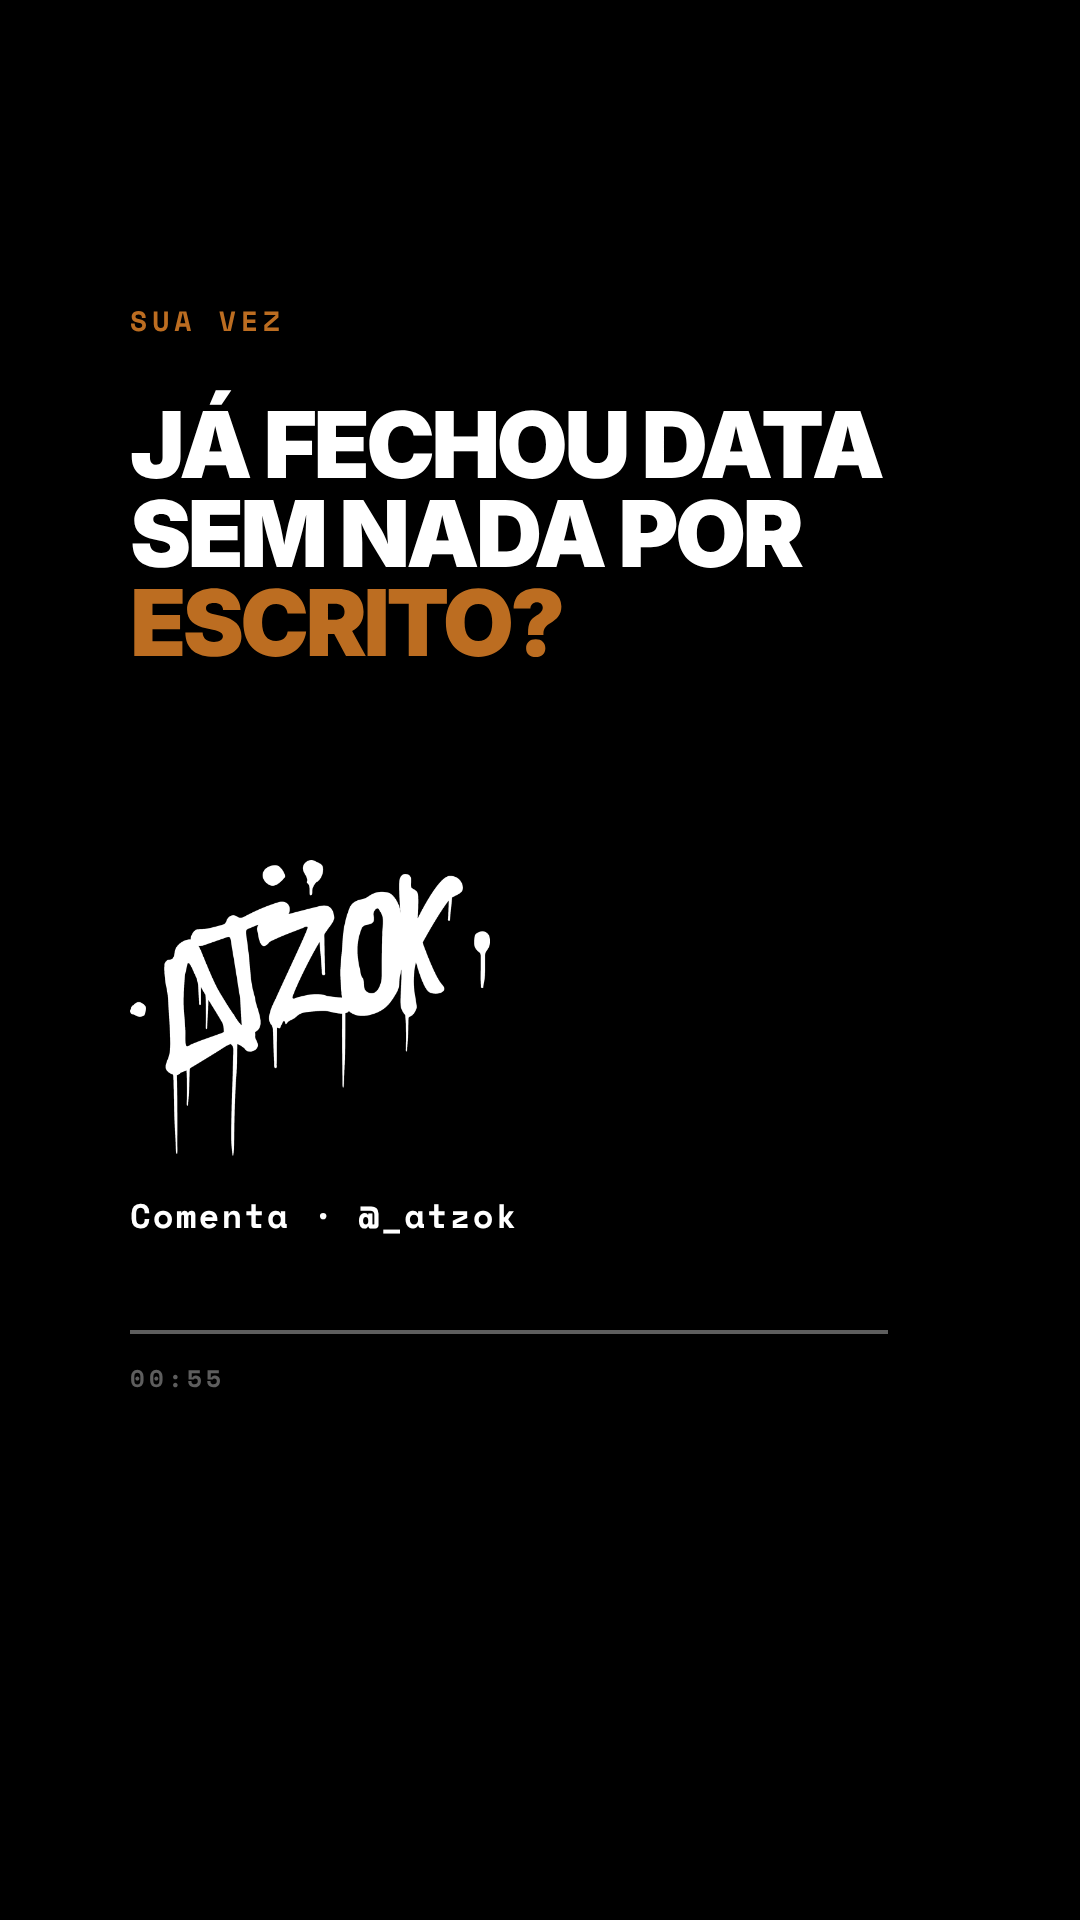 SUA VEZ
JÁ FECHOU DATA
SEM NADA POR
ESCRITO?
ATZOK
Comenta · @_atzok
00:55